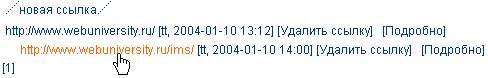 новая ссылка
http://www.webuniversity.ru/ [tt, 2004-01-10 13:12] [Удалить ссылку] [Подробно]
http://www.webuniversity.ru/ims/ [tt, 2004-01-10 14:00] [Удалить ссылку] [Подробно]
[1]